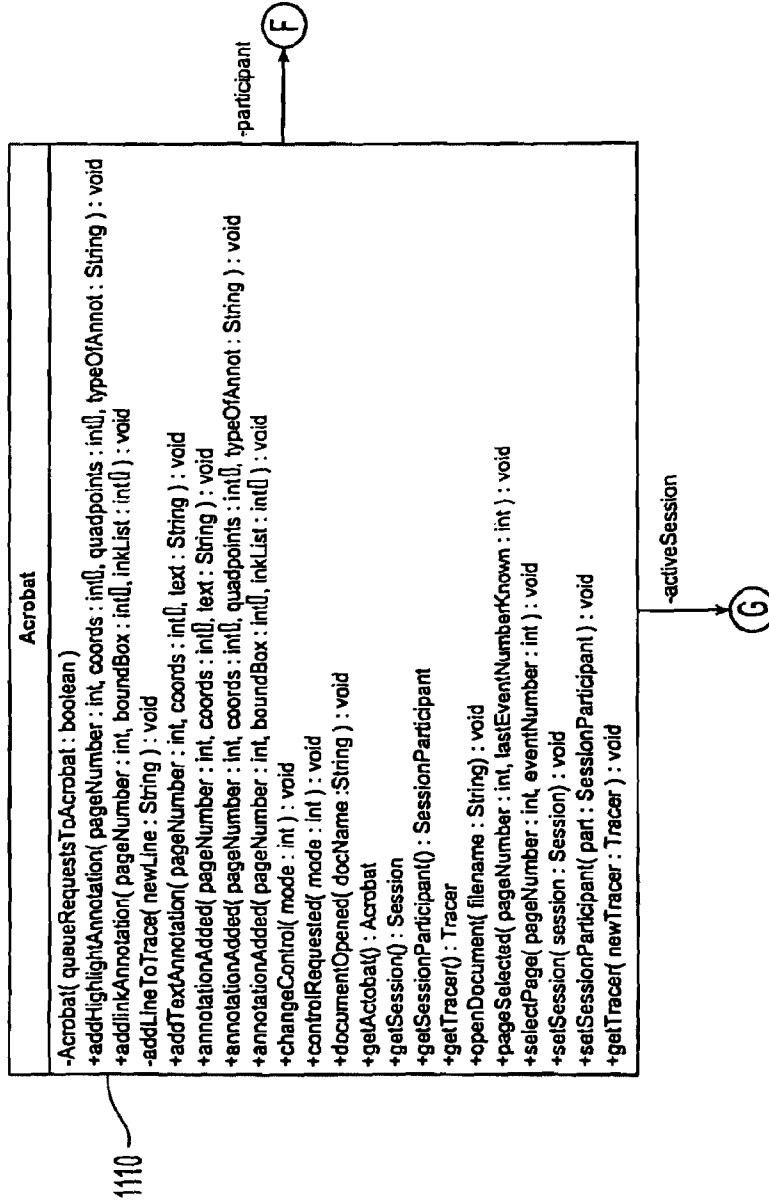 1110
Acrobat
-Acrobat( queueRequestsToAcrobat : boolean )
+addHighlightAnnotation( pageNumber : int, coords : int[], quadpoints : int[], typeOfAnnot : String ) : void
+addInkAnnotation( pageNumber : int, boundBox : int[], inkList : int[] ) : void
-addLineToTrace( newLine : String ) : void
+addTextAnnotation( pageNumber : int, coords : int[], text : String ) : void
+annotationAdded( pageNumber : int, coords : int[], text : String ) : void
+annotationAdded( pageNumber : int, coords : int[], quadpoints : int[], typeOfAnnot : String ) : void
+annotationAdded( pageNumber : int, boundBox : int[], inkList : int[] ) : void
+changeControl( mode : int ) : void
+controlRequested( mode : int ) : void
+documentOpened( docName :String ) : void
+getActobat() : Acrobat
+getSession() : Session
+getSessionParticipant() : SessionParticipant
+getTracer() : Tracer
+openDocument( filename : String) : void
+pageSelected( pageNumber : int, lastEventNumberKnown : int ) : void
+selectPage( pageNumber : int, eventNumber : int ) : void
+setSession( session : Session) : void
+setSessionParticipant( part : SessionParticipant ) : void
+getTracer( newTracer : Tracer ) : void
-participant
F
-activeSession
G